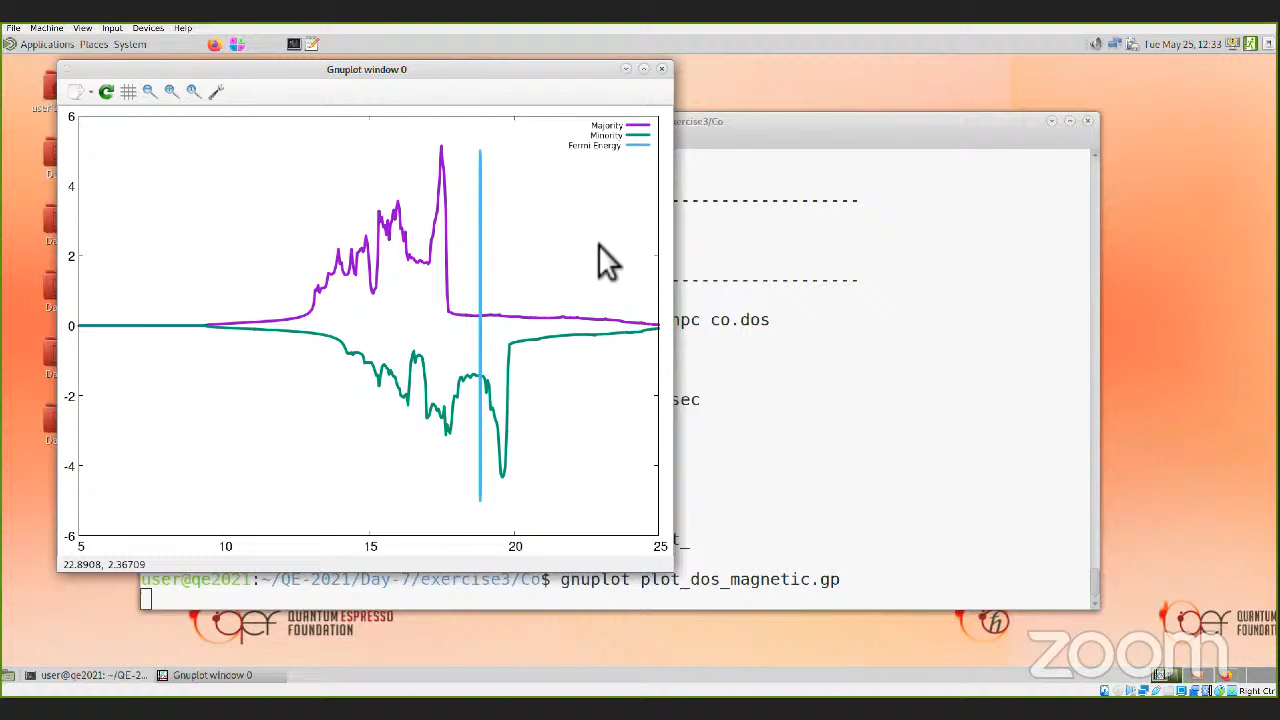 File Machine View Input Devices Help
Applications Places System
Tue May 25, 12:33
Gnuplot window 0
user's
exercise3/Co
6
4
2
0
-2
-4
-6
Majority
Minority
Fermi Energy
5 10 15 20 25
22.8908, 2.36709
----------------
----------------
npc co.dos
sec
t_
user@qe2021:~/QE-2021/Day-7/exercise3/Co$ gnuplot plot_dos_magnetic.gp
QUANTUM ESPRESSO
FOUNDATION
QUANTUM
FOUNDAT
zoom
user@qe2021: ~/QE-2...
Gnuplot window 0
Right Ctrl